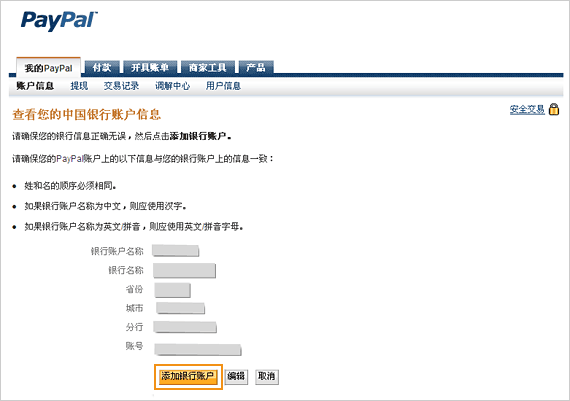 PayPal™
我的PayPal 付款 开具账单 商家工具 产品
账户信息 提现 交易记录 调解中心 用户信息
查看您的中国银行账户信息 安全交易
请确保您的银行信息正确无误，然后点击添加银行账户。
请确保您的PayPal账户上的以下信息与您的银行账户上的信息一致：
• 姓和名的顺序必须相同。
• 如果银行账户名称为中文，则应使用汉字。
• 如果银行账户名称为英文/拼音，则应使用英文/拼音字母。
银行账户名称
银行名称
省份
城市
分行
账号
添加银行账户 编辑 取消